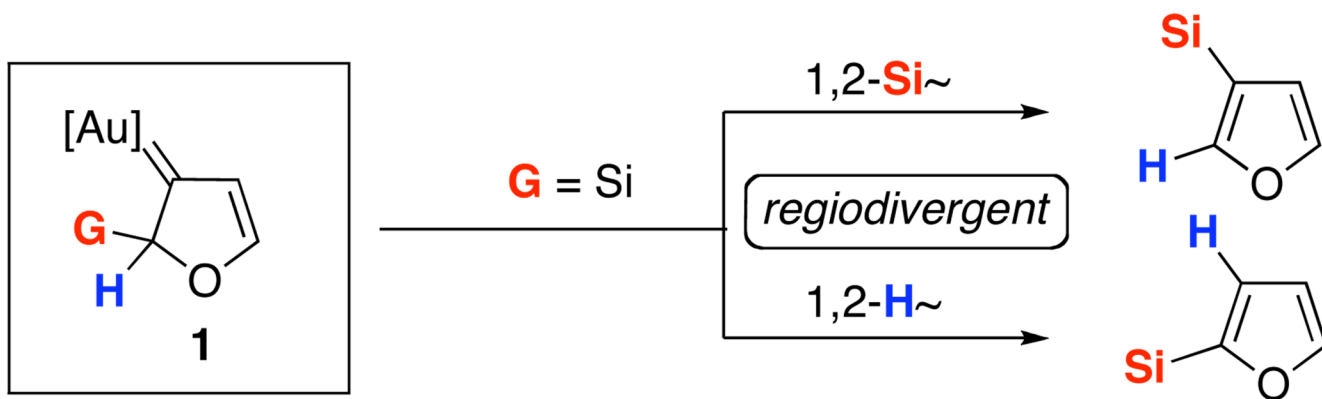 [Au]
G
H
O
1
G = Si
1,2-Si~
regiodivergent
1,2-H~
Si
H
O
H
Si
O